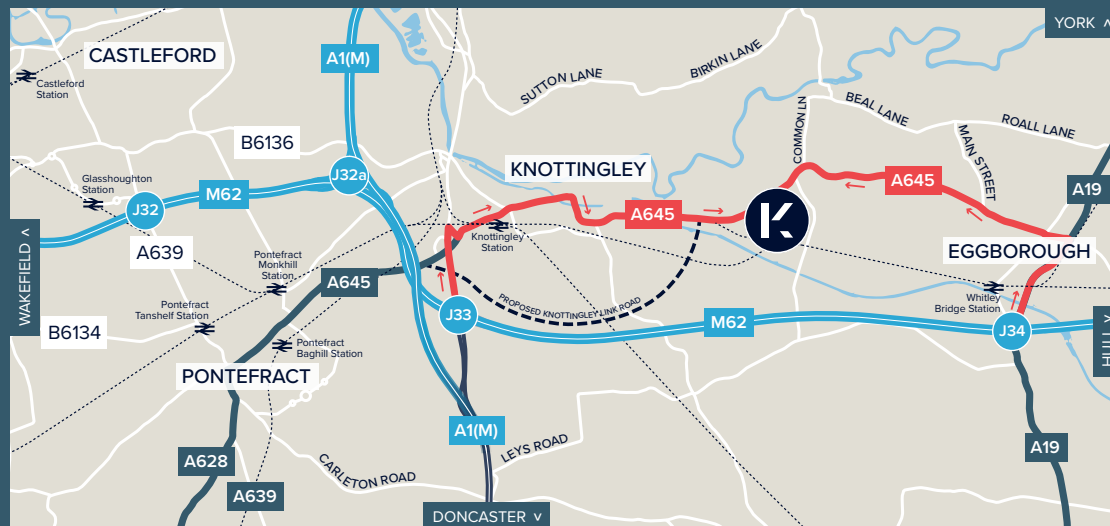 YORK >
CASTLEFORD
A1(M)
Castleford
Station
SUTTON LANE
BIRKIN LANE
COMMON LN
BEAL LANE
ROALL LANE
MAIN STREET
B6136
KNOTTINGLEY
Glasshoughton
Station
J32
M62
J32a
A645
A645
A19
K
A639
WAKEFIELD >
Knottingley
Station
EGGBOROUGH
Pontefract
Monkhill
Station
A645
Whitley
Bridge Station
PROPOSED KNOTTINGLEY LINK ROAD
Pontefract
Tanshelf Station
J33
M62
J34
B6134
Pontefract
Baghill Station
PONTEFRACT
A1(M)
LEYS ROAD
A19
A628
CARLETON ROAD
A639
DONCASTER >